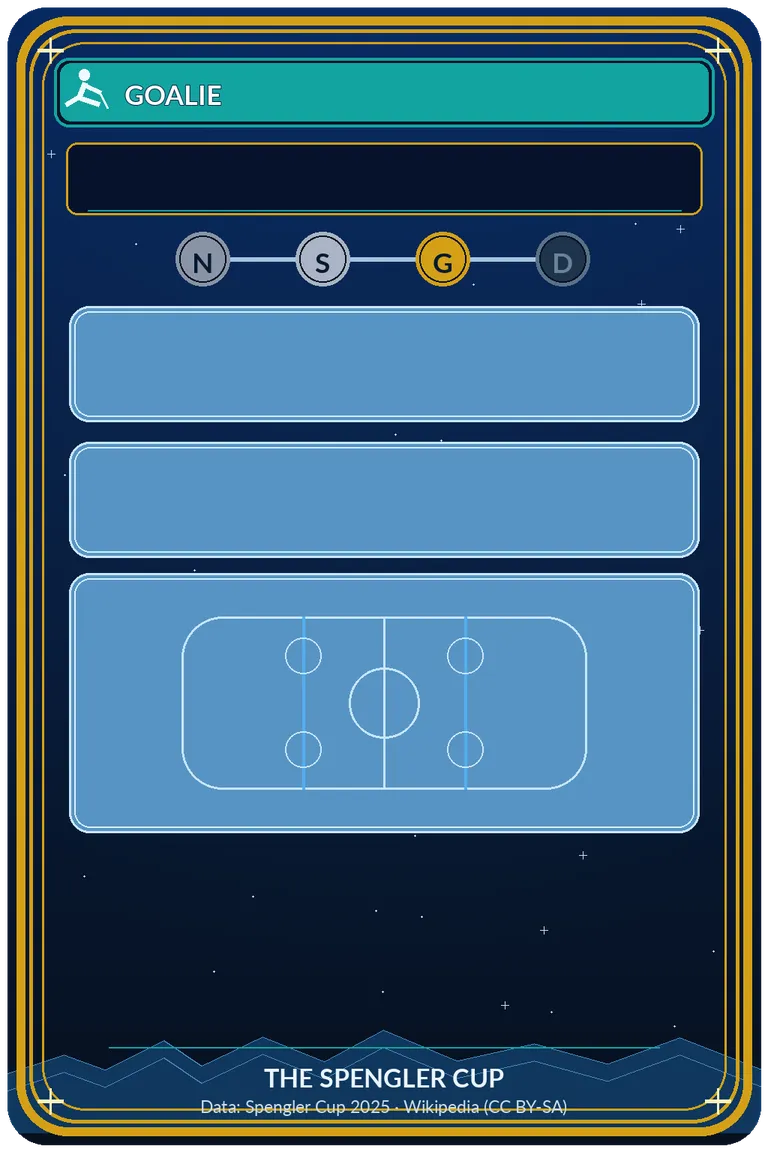 GOALIE
N S G D
THE SPENGLER CUP
Data: Spengler Cup 2025 · Wikipedia (CC BY-SA)